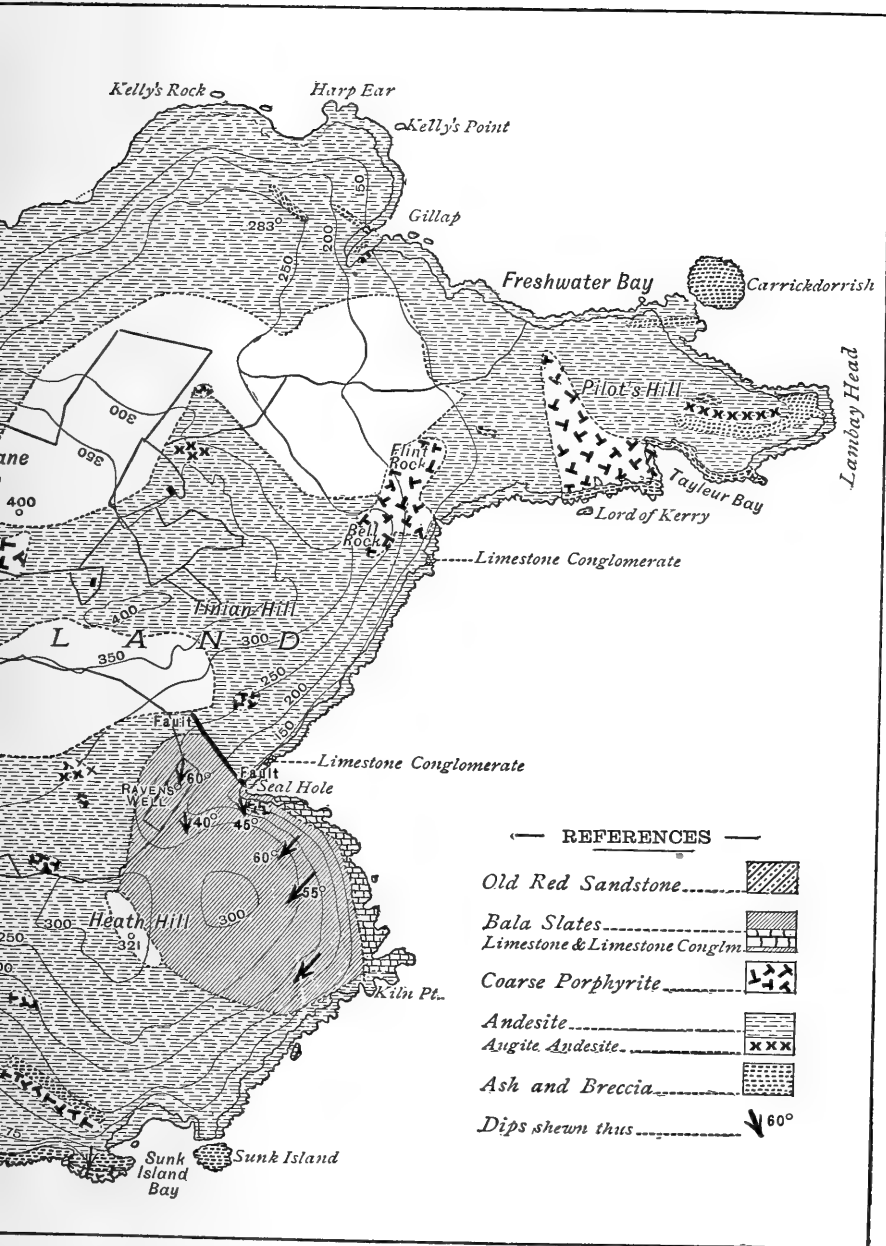 Kelly's Rock
Harp Ear
Kelly's Point
150
Gillap
283°
200
250
Freshwater Bay
Carrickdorrish
Lambay Head
Pilot's Hill
300
350
ane
Flint
Rock
400
Tayleur Bay
Lord of Kerry
Bell
Rock
Limestone Conglomerate
400
Tinian Hill
L A N D
300
350
250
200
150
Fault
Limestone Conglomerate
Fault
Seal Hole
60°
RAVENS
WELL
40°
45°
60°
55°
REFERENCES
Old Red Sandstone
Bala Slates
Limestone & Limestone Conglm.
Coarse Porphyrite
Andesite
Augite Andesite
Ash and Breccia
Dips shewn thus
60°
300
Heath Hill
300
321
250
00
Kiln Pt.
75
Sunk
Island
Bay
Sunk Island